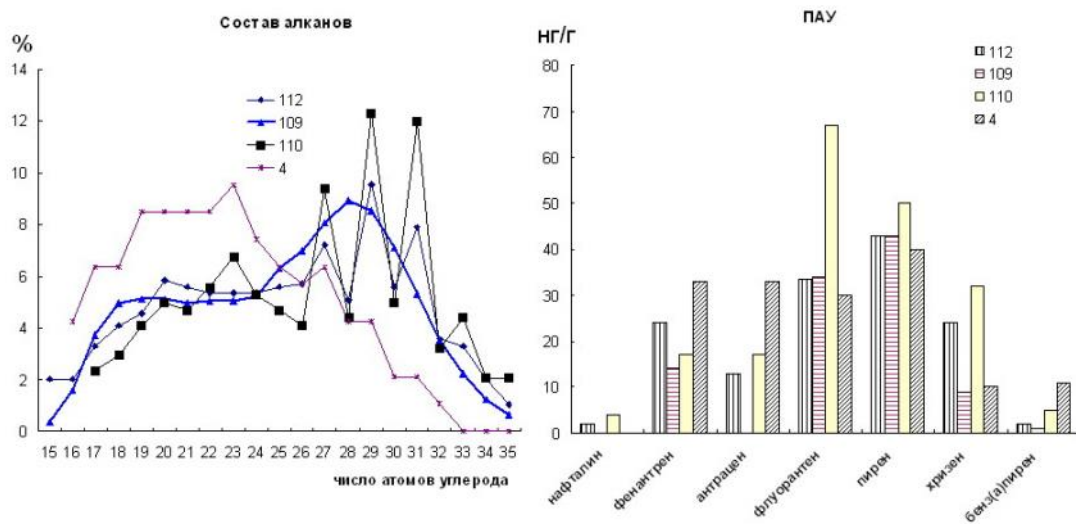 Состав алканов
%
14
12
10
8
6
4
2
0
112
109
110
4
15 16 17 18 19 20 21 22 23 24 25 26 27 28 29 30 31 32 33 34 35
число атомов углерода
ПАУ
нг/г
80
70
60
50
40
30
20
10
0
112
109
110
4
нафталин
фенантрен
антрацен
флуорантен
пирен
хризен
бенз(а)пирен